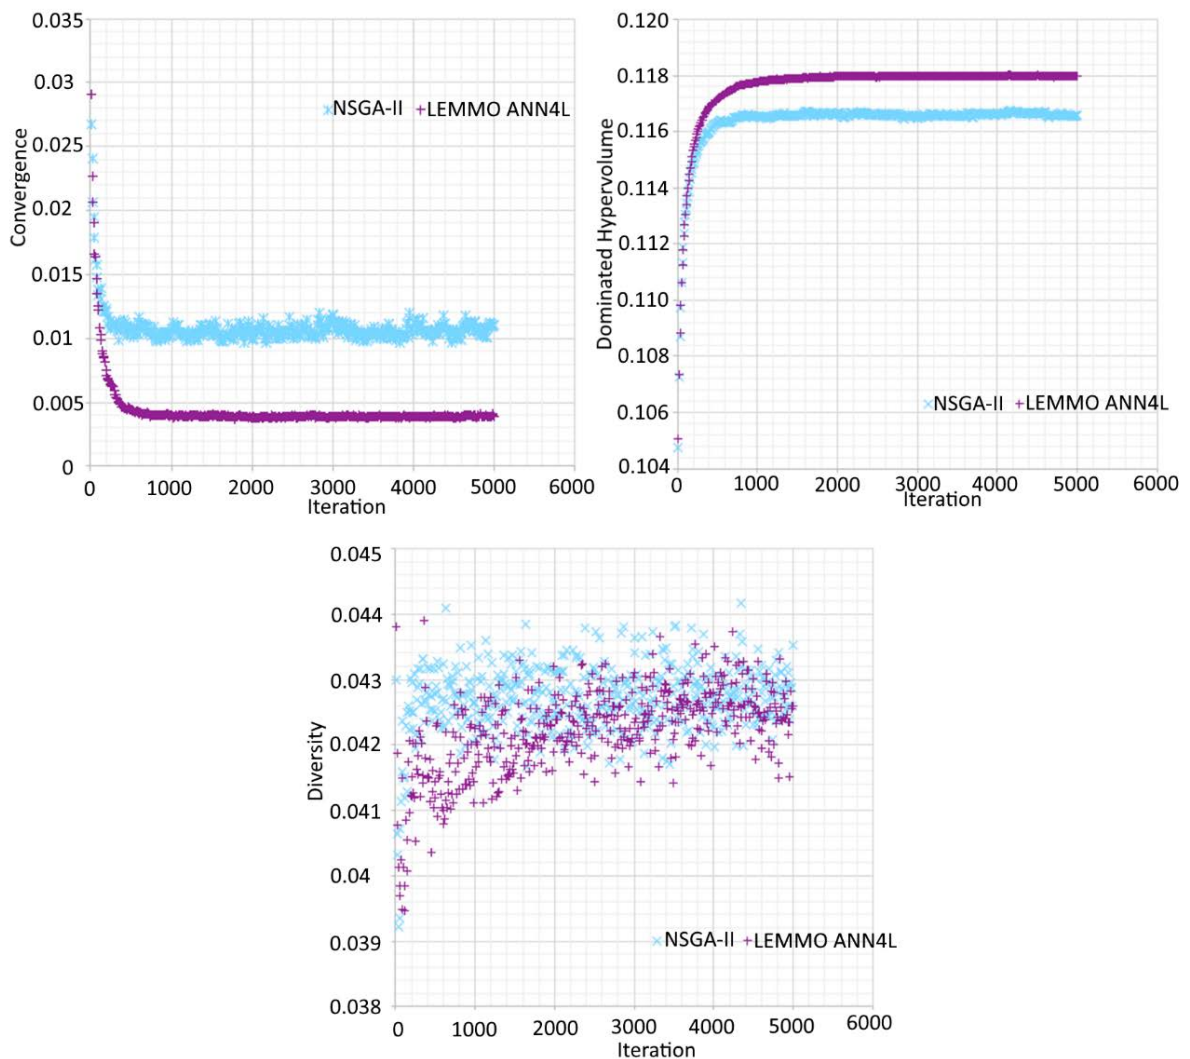 0.035
0.03
0.025
0.02
0.015
0.01
0.005
0
Convergence
NSGA-II LEMMO ANN4L
0 1000 2000 3000 4000 5000 6000
Iteration
0.120
0.118
0.116
0.114
0.112
0.110
0.108
0.106
0.104
Dominated Hypervolume
NSGA-II LEMMO ANN4L
0 1000 2000 3000 4000 5000 6000
Iteration
0.045
0.044
0.043
0.042
0.041
0.04
0.039
0.038
Diversity
NSGA-II LEMMO ANN4L
0 1000 2000 3000 4000 5000 6000
Iteration